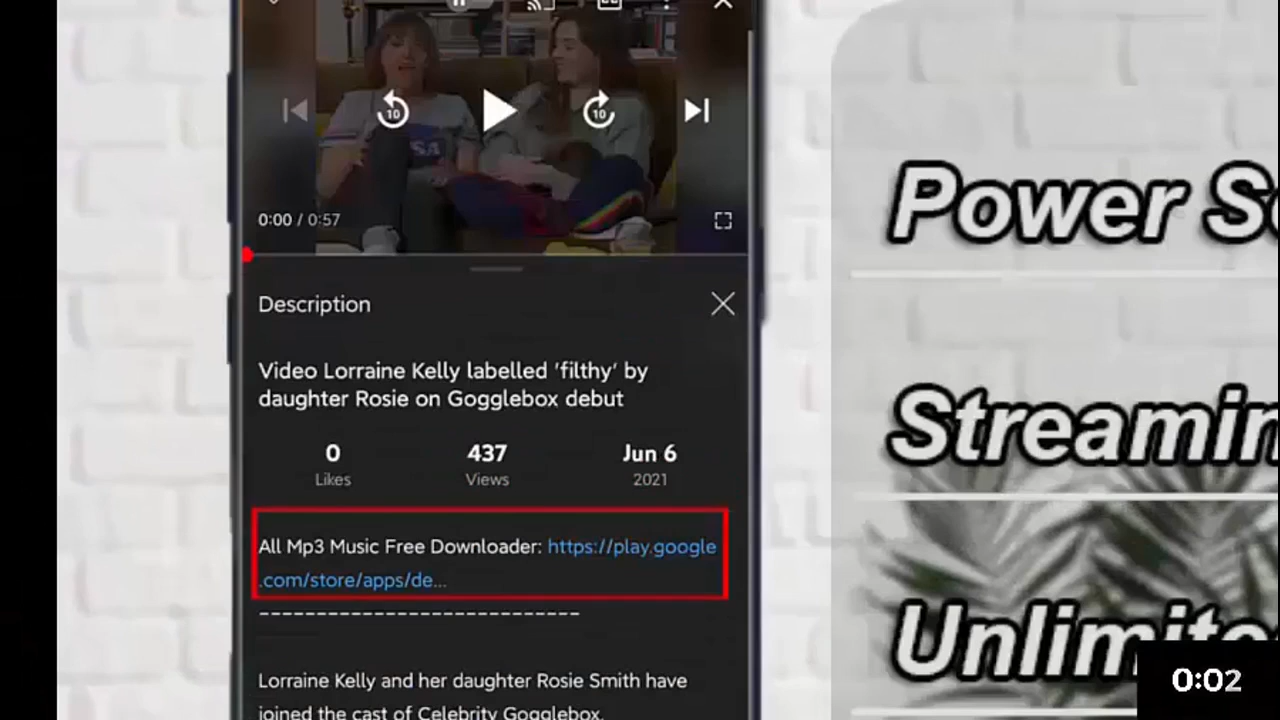 10
10
0:00 / 0:57
Description
Video Lorraine Kelly labelled 'filthy' by
daughter Rosie on Gogglebox debut
0
437
Jun 6
Likes
Views
2021
All Mp3 Music Free Downloader: https://play.google
.com/store/apps/de...
----------------------------
Lorraine Kelly and her daughter Rosie Smith have
joined the cast of Celebrity Gogglebox.
Power
Streamin
0:02